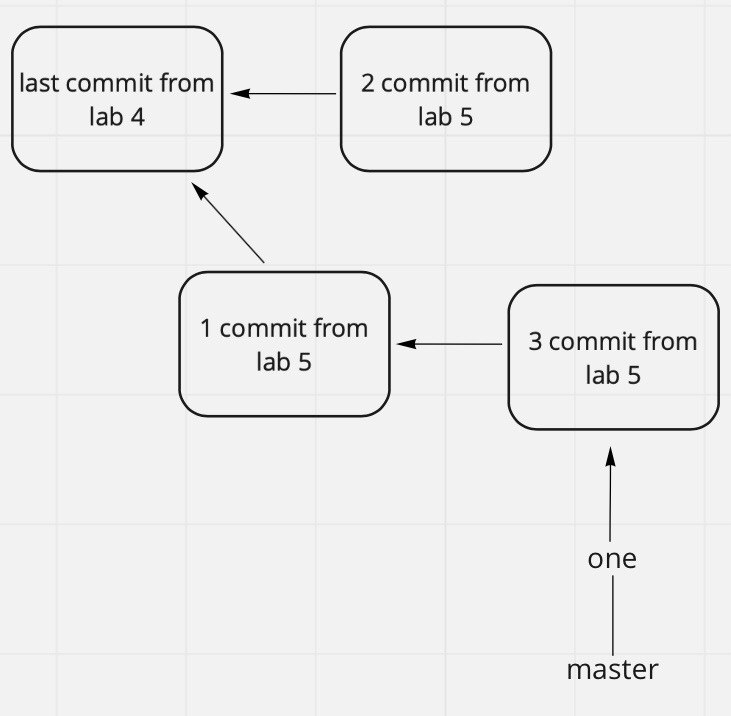 last commit from
lab 4
2 commit from
lab 5
1 commit from
lab 5
3 commit from
lab 5
one
master